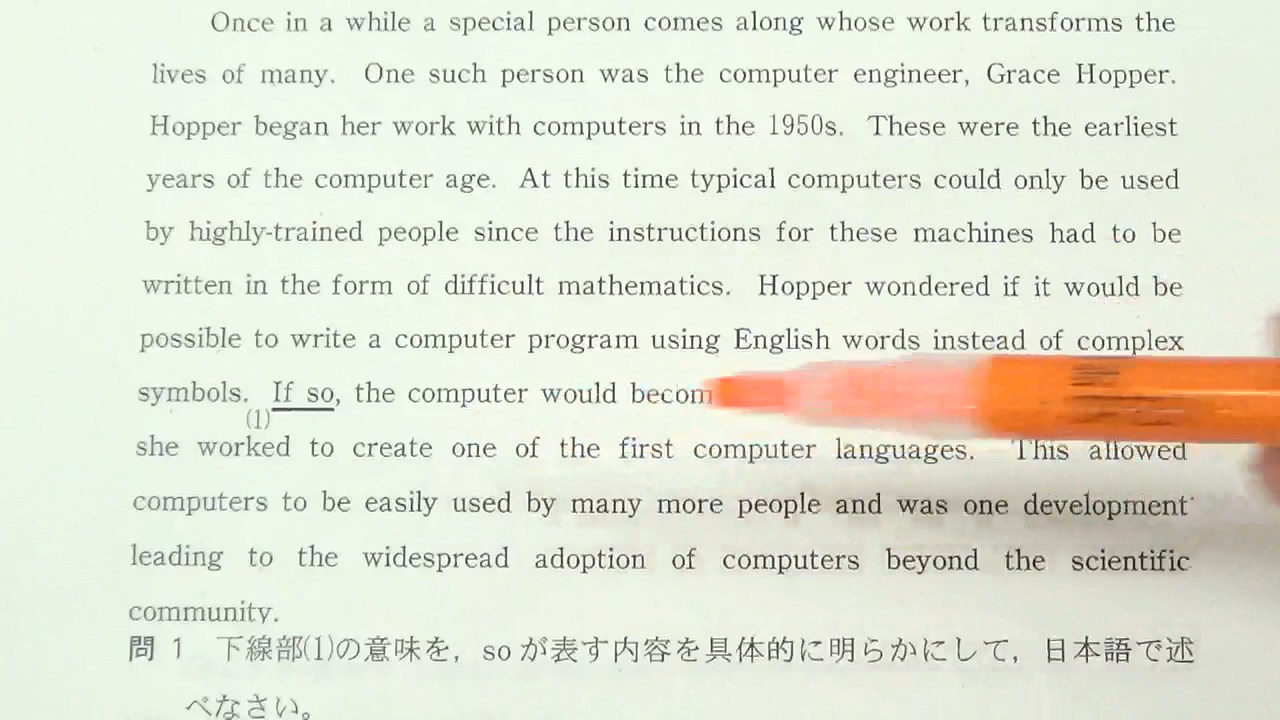 Once in a while a special person comes along whose work transforms the
lives of many. One such person was the computer engineer, Grace Hopper.
Hopper began her work with computers in the 1950s. These were the earliest
years of the computer age. At this time typical computers could only be used
by highly-trained people since the instructions for these machines had to be
written in the form of difficult mathematics. Hopper wondered if it would be
possible to write a computer program using English words instead of complex
symbols. If so, the computer would
(1)
she worked to create one of the first computer languages. This allowed
computers to be easily used by many more people and was one development
leading to the widespread adoption of computers beyond the scientific
community.
問 1 下線部(1)の意味を，so が表す内容を具体的に明らかにして，日本語で述
べなさい。